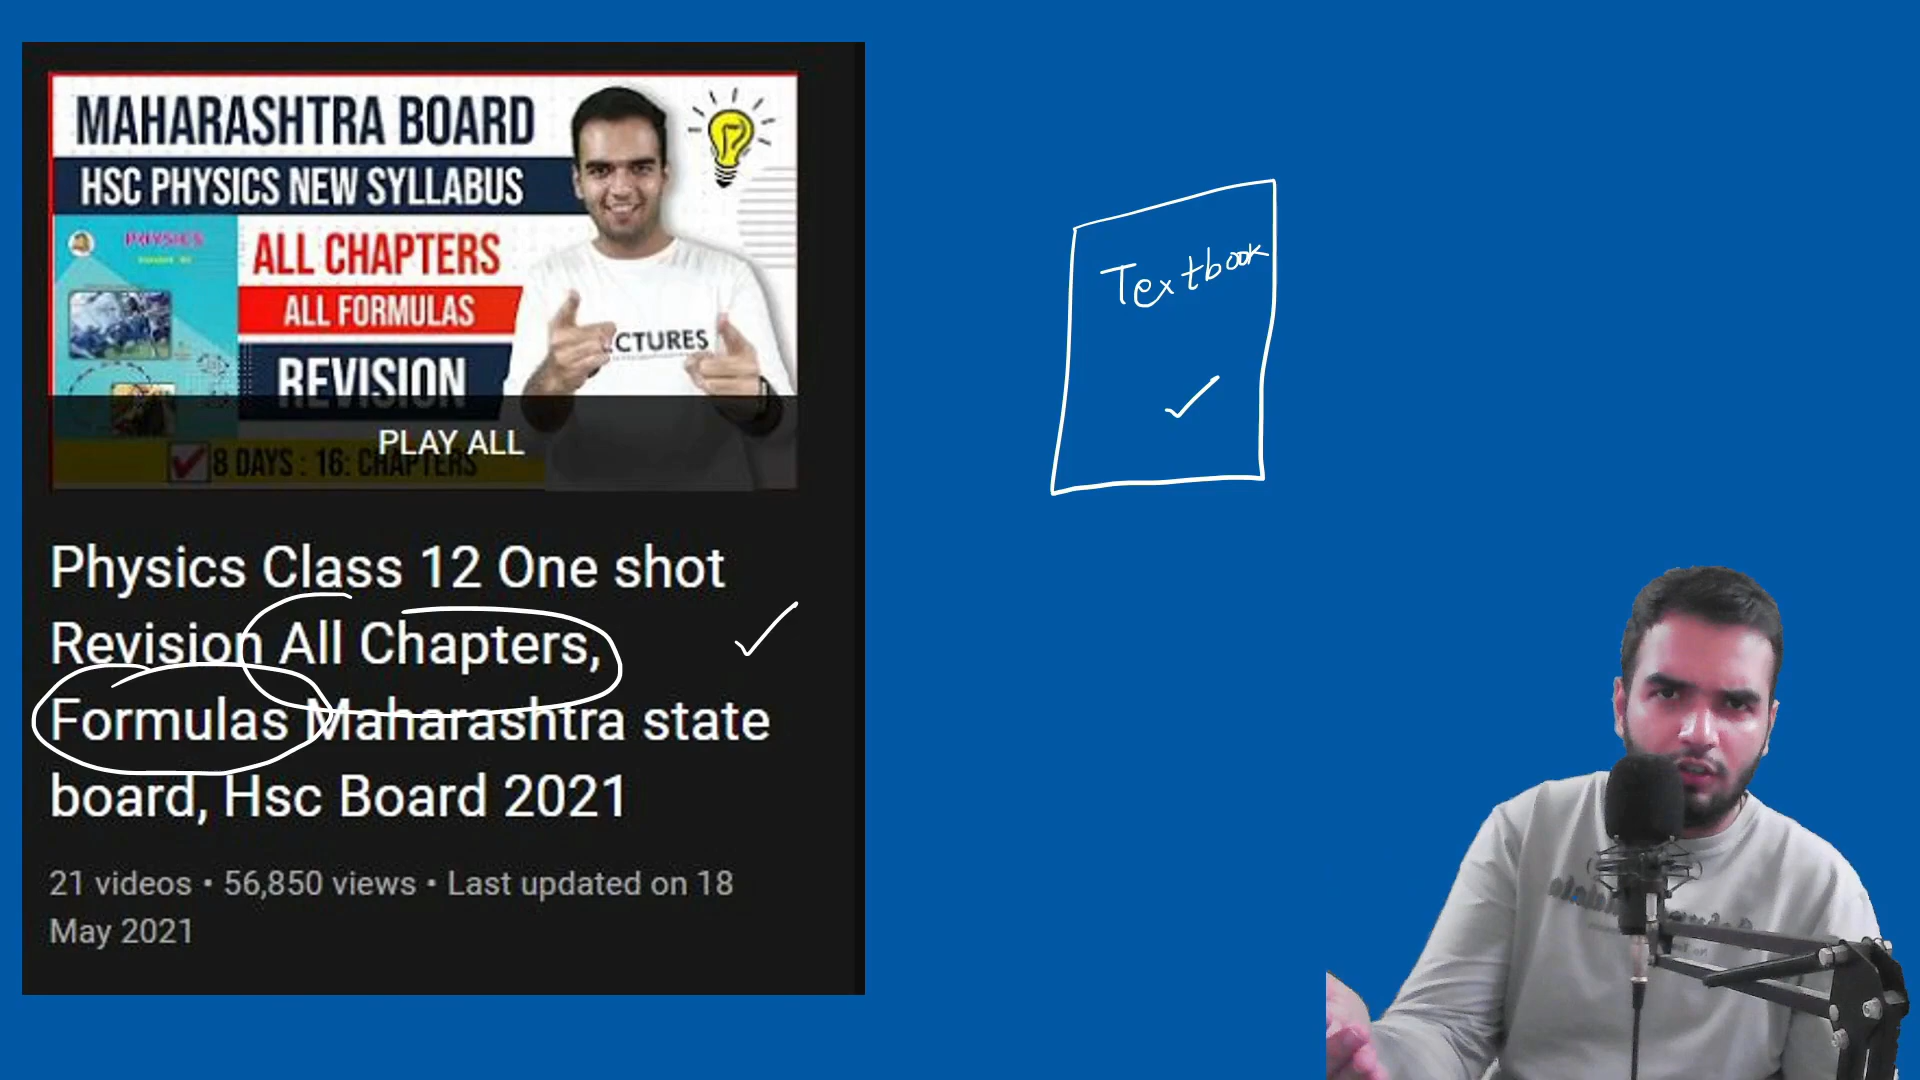 MAHARASHTRA BOARD
HSC PHYSICS NEW SYLLABUS
PHYSICS
ALL CHAPTERS
ALL FORMULAS
CTURES
REVISION
PLAY ALL
8 DAYS : 16: CHAPTERS
Physics Class 12 One shot
Revision All Chapters,
Formulas Maharashtra state
board, Hsc Board 2021
21 videos • 56,850 views • Last updated on 18
May 2021
Textbook